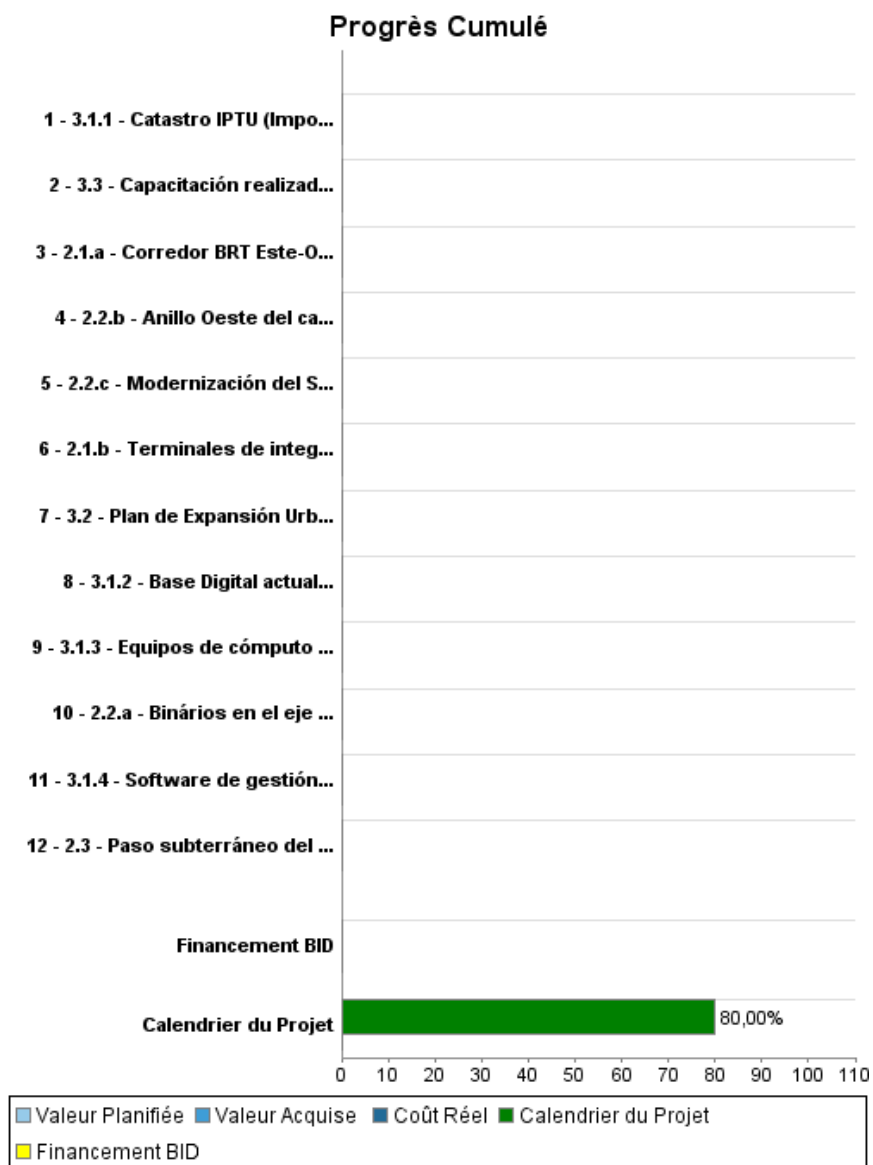 Progrès Cumulé
1 - 3.1.1 - Catastro IPTU (Impo...
2 - 3.3 - Capacitación realizad...
3 - 2.1.a - Corredor BRT Este-O...
4 - 2.2.b - Anillo Oeste del ca...
5 - 2.2.c - Modernización del S...
6 - 2.1.b - Terminales de integ...
7 - 3.2 - Plan de Expansión Urb...
8 - 3.1.2 - Base Digital actual...
9 - 3.1.3 - Equipos de cómputo ...
10 - 2.2.a - Binários en el eje ...
11 - 3.1.4 - Software de gestión...
12 - 2.3 - Paso subterráneo del ...
Financement BID
Calendrier du Projet
80,00%
0 10 20 30 40 50 60 70 80 90 100 110
Valeur Planifiée Valeur Acquise Coût Réel Calendrier du Projet
Financement BID